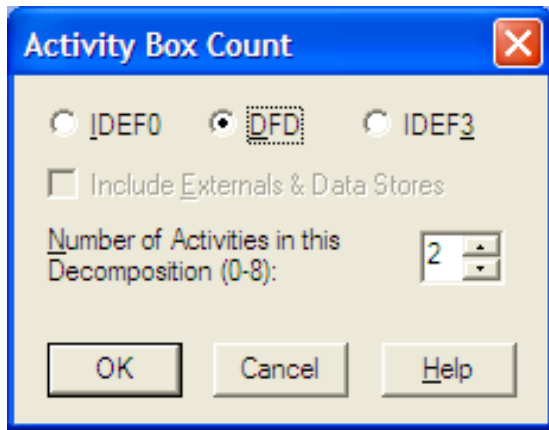 Activity Box Count
IDEF0 DFD IDEF3
Include Externals & Data Stores
Number of Activities in this
Decomposition (0-8):
2
OK Cancel Help